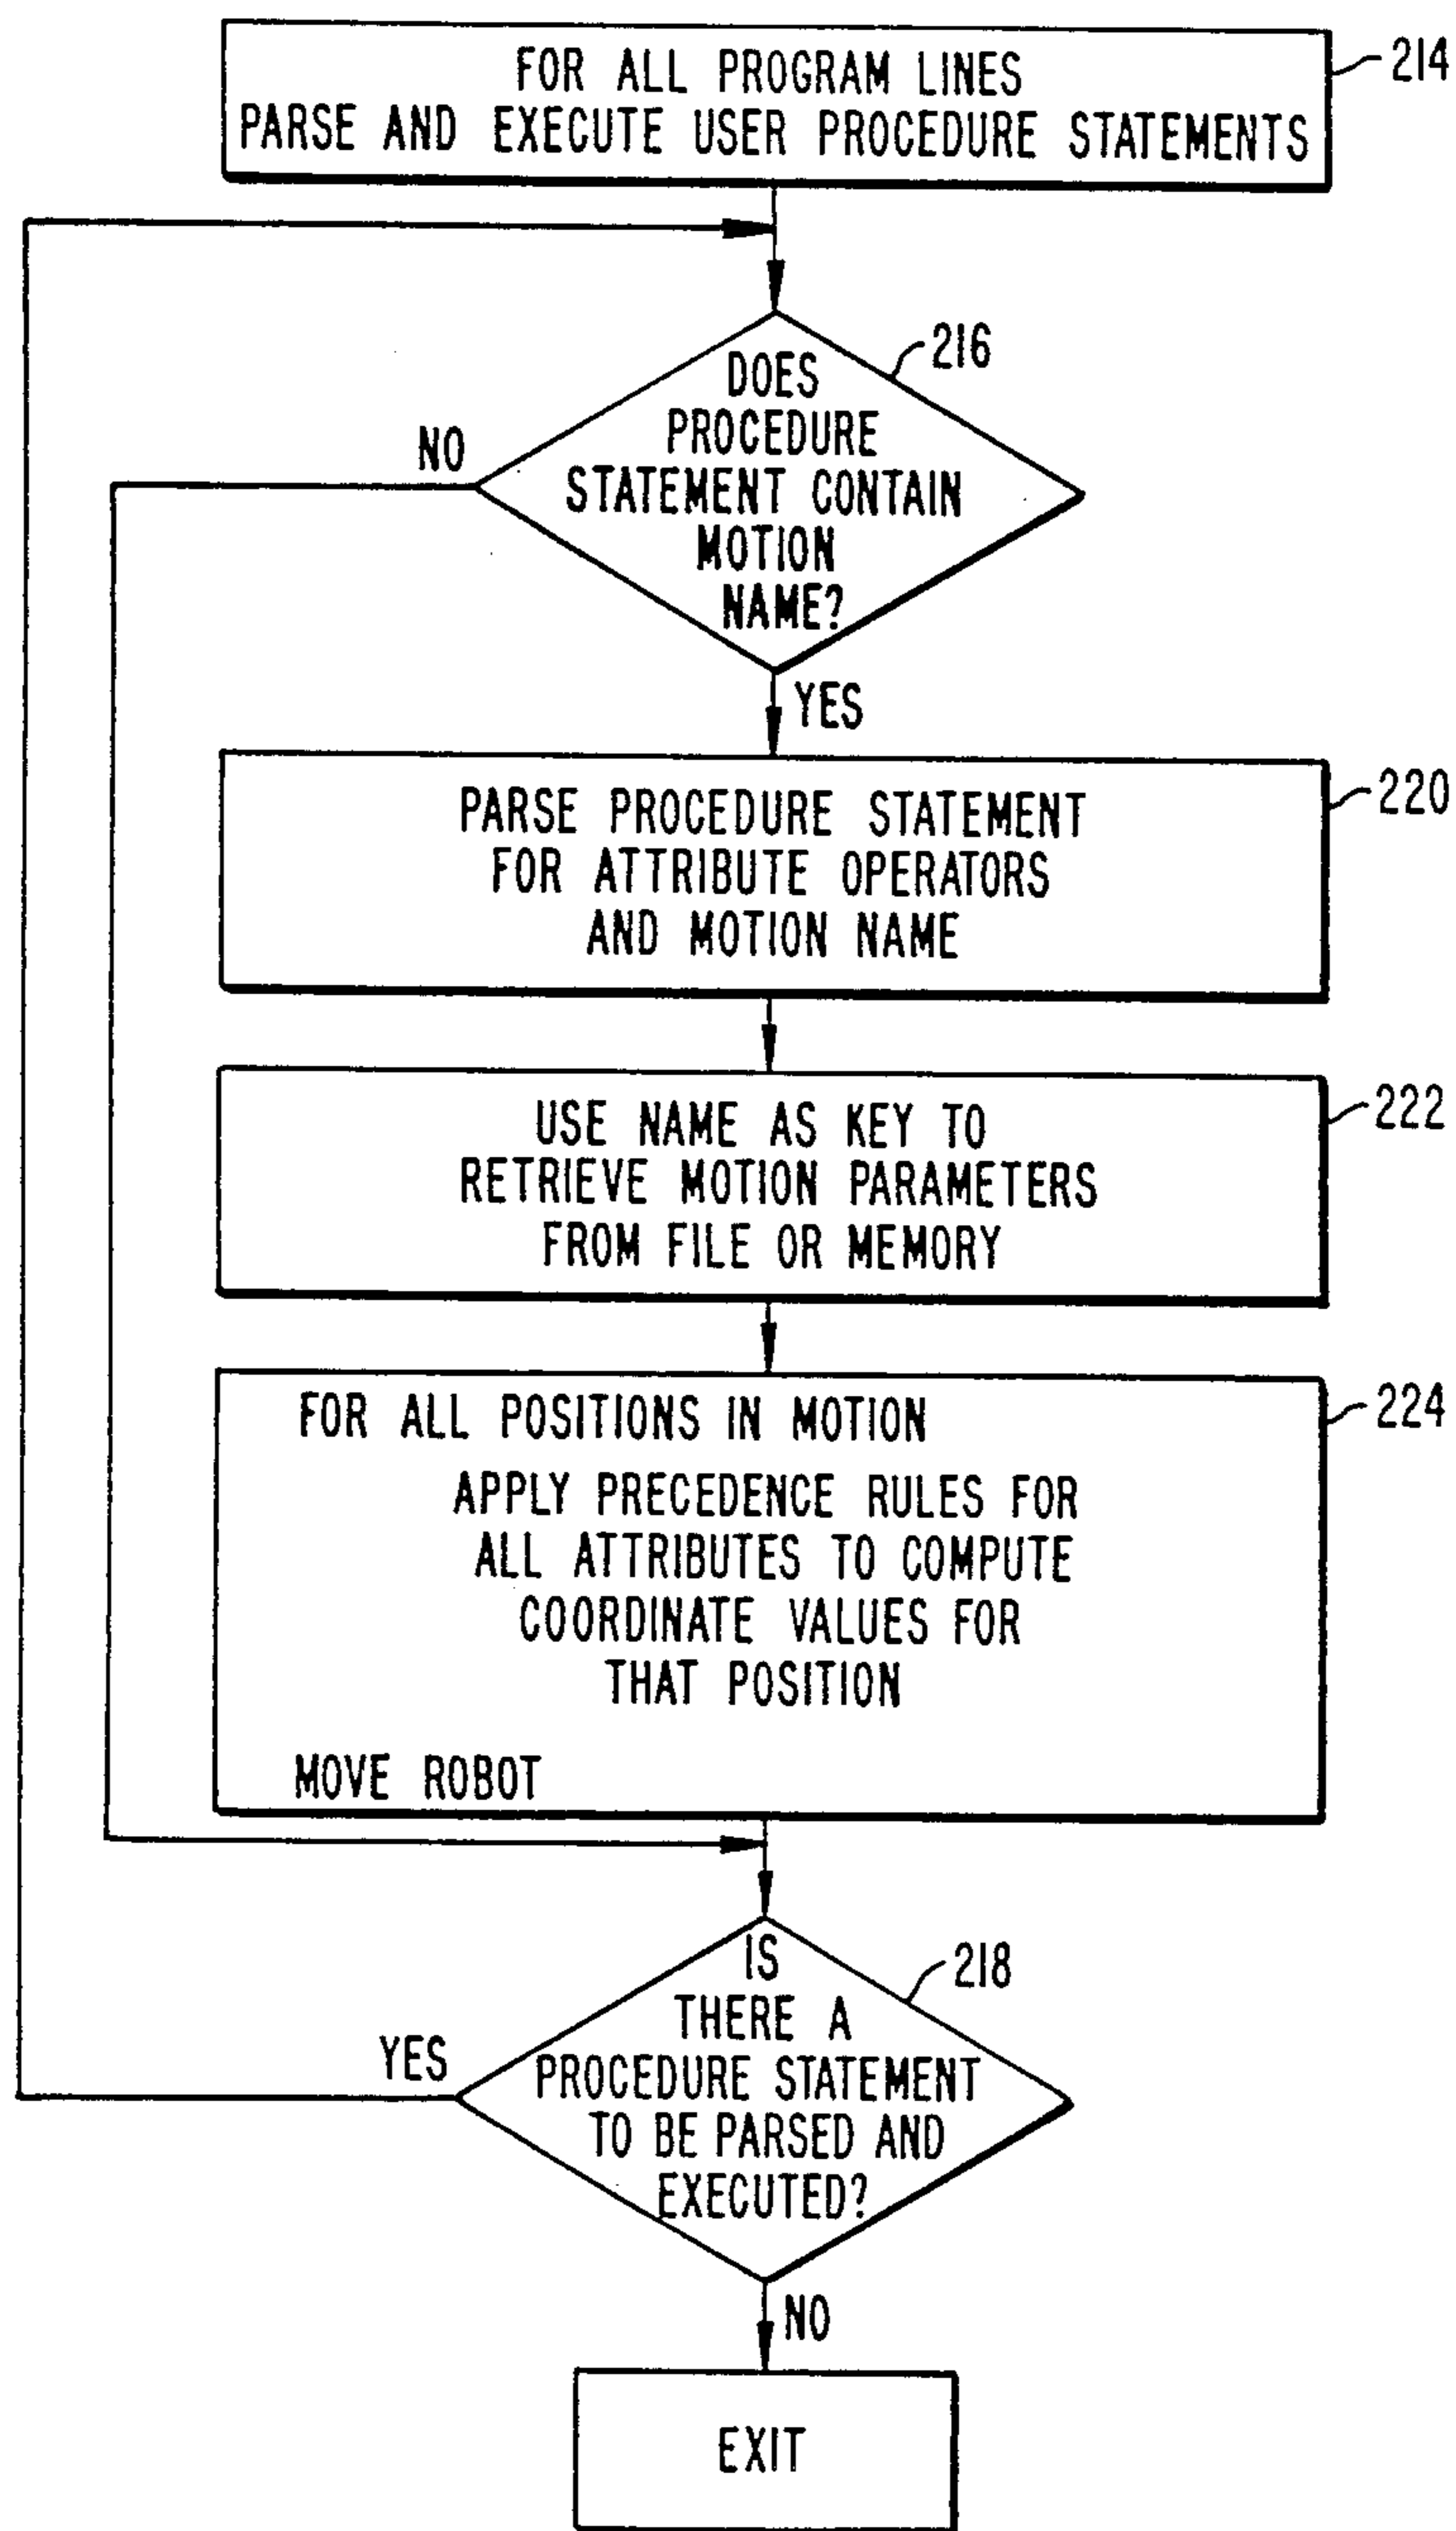 FOR ALL PROGRAM LINES
PARSE AND EXECUTE USER PROCEDURE STATEMENTS
214
DOES
PROCEDURE
STATEMENT CONTAIN
MOTION
NAME?
216
NO
YES
PARSE PROCEDURE STATEMENT
FOR ATTRIBUTE OPERATORS
AND MOTION NAME
220
USE NAME AS KEY TO
RETRIEVE MOTION PARAMETERS
FROM FILE OR MEMORY
222
FOR ALL POSITIONS IN MOTION
APPLY PRECEDENCE RULES FOR
ALL ATTRIBUTES TO COMPUTE
COORDINATE VALUES FOR
THAT POSITION
MOVE ROBOT
224
IS
THERE A
PROCEDURE STATEMENT
TO BE PARSED AND
EXECUTED?
218
YES
NO
EXIT